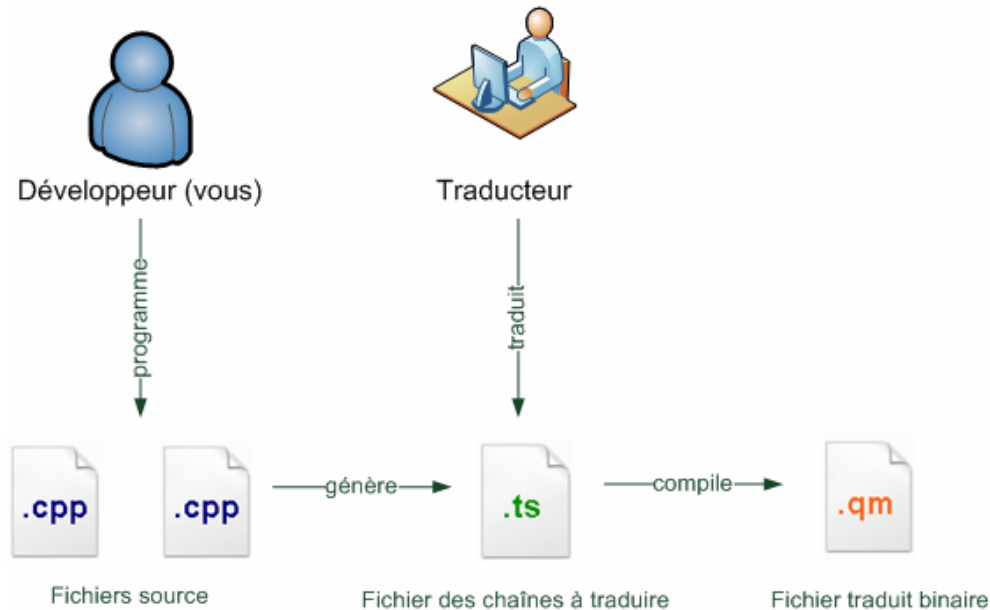 Développeur (vous)
Traducteur
programme
traduit
.cpp
.cpp
génère
.ts
compile
.qm
Fichiers source
Fichier des chaînes à traduire
Fichier traduit binaire